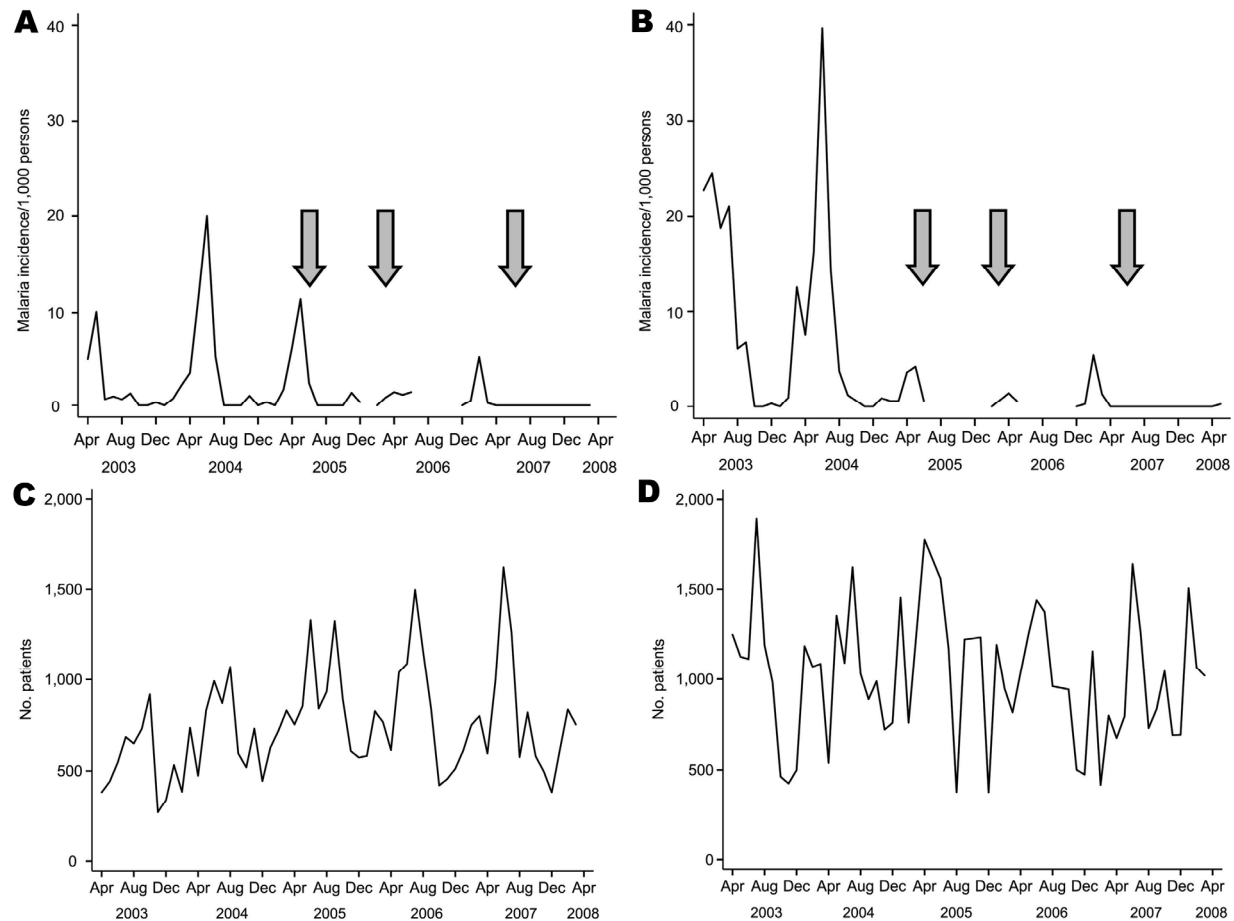 A
Malaria incidence/1,000 persons
40
30
20
10
0
Apr Aug Dec Apr Aug Dec Apr Aug Dec Apr Aug Dec Apr Aug Dec Apr
2003 2004 2005 2006 2007 2008
B
Malaria incidence/1,000 persons
40
30
20
10
0
Apr Aug Dec Apr Aug Dec Apr Aug Dec Apr Aug Dec Apr Aug Dec Apr
2003 2004 2005 2006 2007 2008
C
No. patients
2,000
1,500
1,000
500
0
Apr Aug Dec Apr Aug Dec Apr Aug Dec Apr Aug Dec Apr Aug Dec Apr
2003 2004 2005 2006 2007 2008
D
No. patients
2,000
1,500
1,000
500
0
Apr Aug Dec Apr Aug Dec Apr Aug Dec Apr Aug Dec Apr Aug Dec Apr
2003 2004 2005 2006 2007 2008